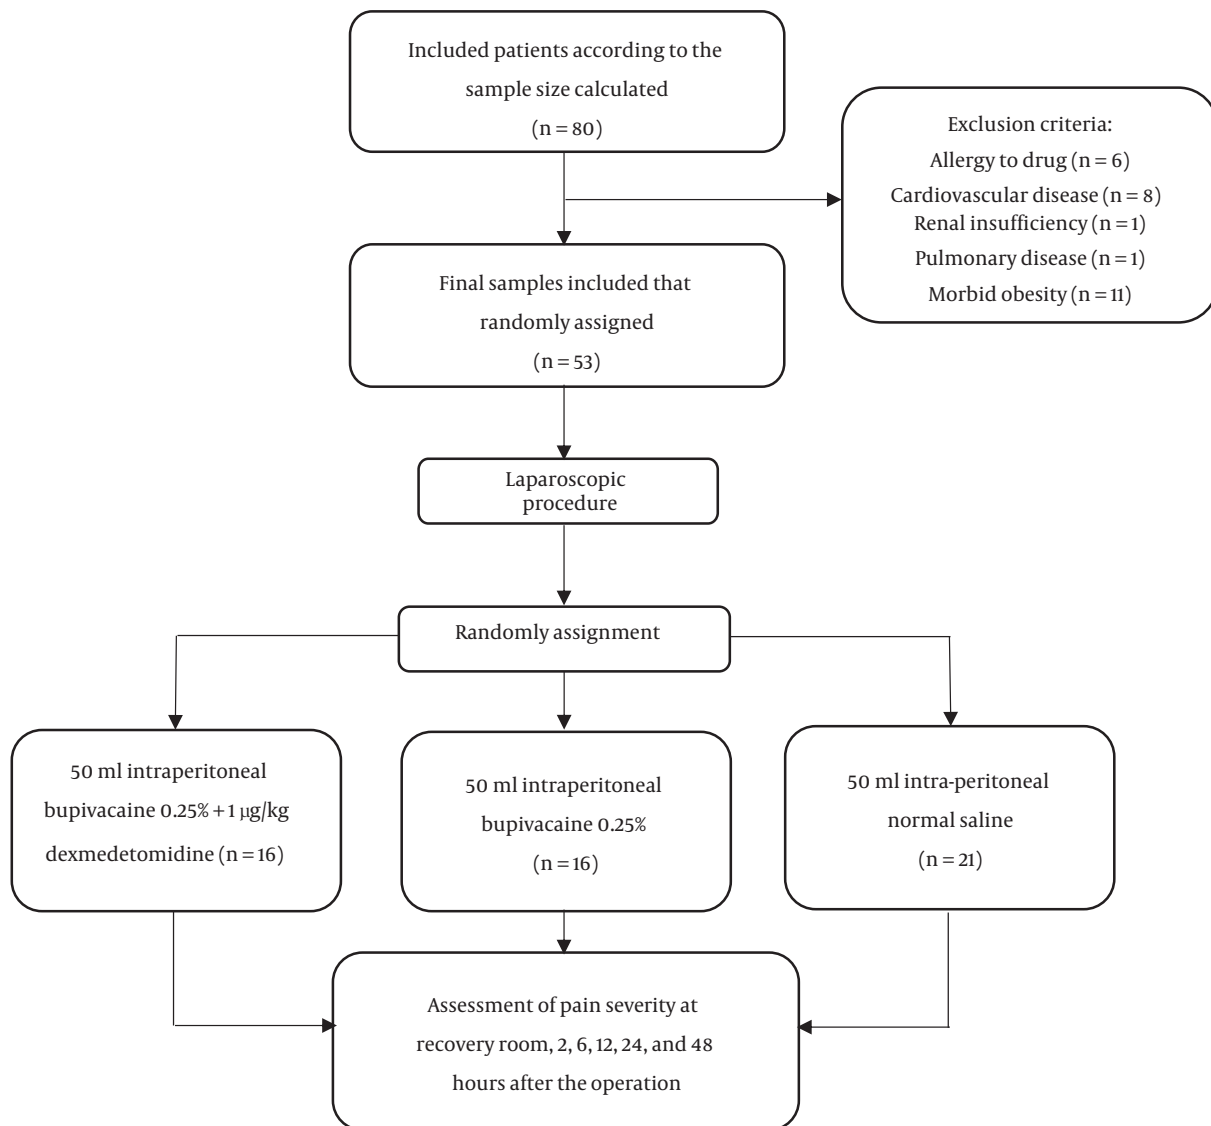 Included patients according to the
sample size calculated
(n = 80)
Exclusion criteria:
Allergy to drug (n = 6)
Cardiovascular disease (n = 8)
Renal insufficiency (n = 1)
Pulmonary disease (n = 1)
Morbid obesity (n = 11)
Final samples included that
randomly assigned
(n = 53)
Laparoscopic
procedure
Randomly assignment
50 ml intraperitoneal
bupivacaine 0.25% + 1 µg/kg
dexmedetomidine (n = 16)
50 ml intraperitoneal
bupivacaine 0.25%
(n = 16)
50 ml intra-peritoneal
normal saline
(n = 21)
Assessment of pain severity at
recovery room, 2, 6, 12, 24, and 48
hours after the operation